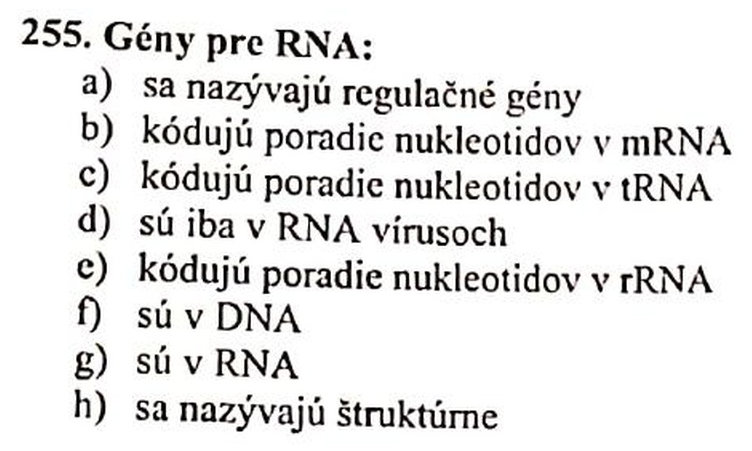 255. Gény pre RNA:
a) sa nazývajú regulačné gény
b) kódujú poradie nukleotidov v mRNA
c) kódujú poradie nukleotidov v tRNA
d) sú iba v RNA vírusoch
e) kódujú poradie nukleotidov v rRNA
f) sú v DNA
g) sú v RNA
h) sa nazývajú štruktúrne